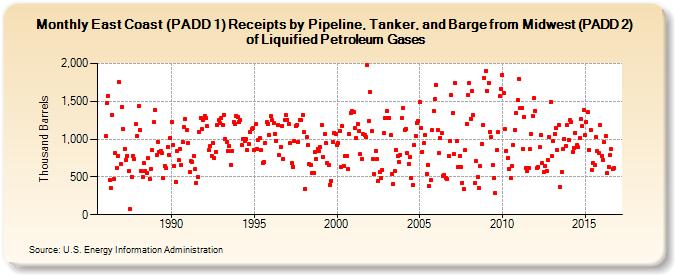 Monthly East Coast (PADD 1) Receipts by Pipeline, Tanker, and Barge from Midwest (PADD 2)
of Liquified Petroleum Gases
Thousand Barrels
2,000
1,500
1,000
500
0
1990
1995
2000
2005
2010
2015
Source: U.S. Energy Information Administration